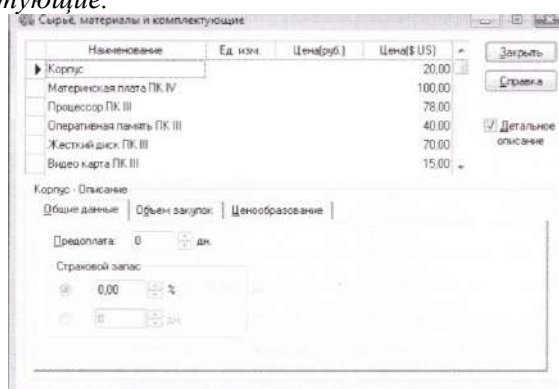 тующие.
Сырьё, материалы и комплектующие
Наименование Ед. изм. Цена(руб.) Цена($ US)
Корпус 20,00
Материнская плата ПК IV 100,00
Процессор ПК III 78,00
Оперативная память ПК III 40,00
Жесткий диск ПК III 70,00
Видео карта ПК III 15,00
Закрыть
Справка
Детальное
описание
Корпус - Описание
Общие данные Объем закупок Ценообразование
Предоплата: 0 дн.
Страховой запас
0,00 %
0 дн.